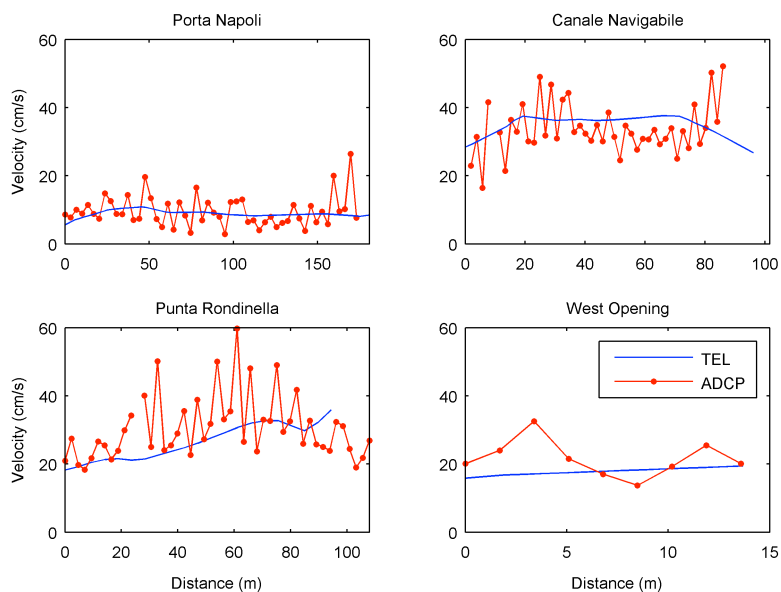 Porta Napoli
Canale Navigabile
60
40
20
0
Velocity (cm/s)
0 50 100 150
60
40
20
0
0 20 40 60 80 100
Punta Rondinella
West Opening
60
40
20
0
Velocity (cm/s)
0 20 40 60 80 100
Distance (m)
60
40
20
0
TEL
ADCP
0 5 10 15
Distance (m)